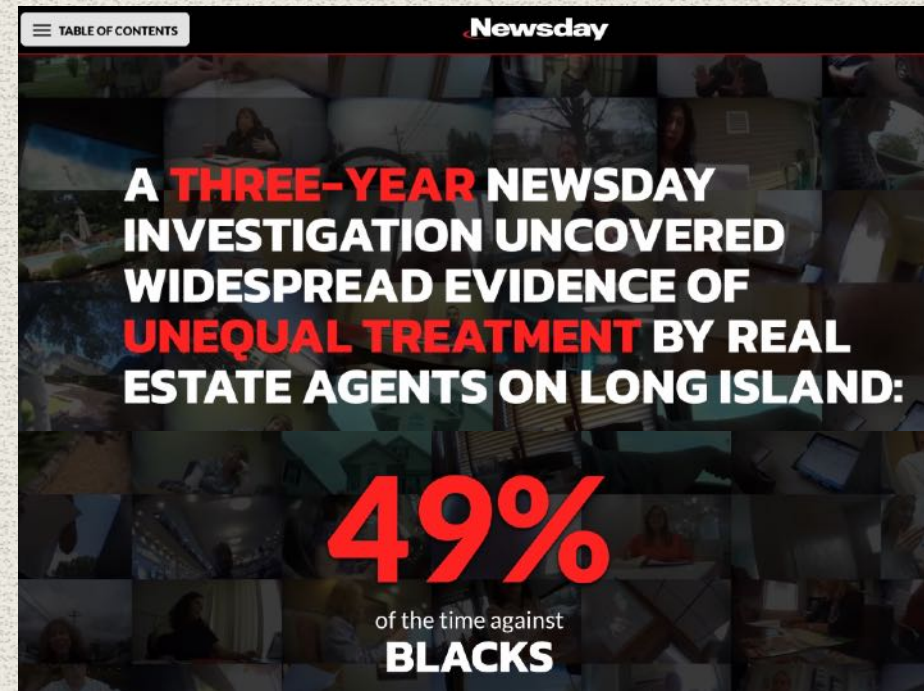 TABLE OF CONTENTS
Newsday
A THREE-YEAR NEWSDAY
INVESTIGATION UNCOVERED
WIDESPREAD EVIDENCE OF
UNEQUAL TREATMENT BY REAL
ESTATE AGENTS ON LONG ISLAND:
49%
of the time against
BLACKS